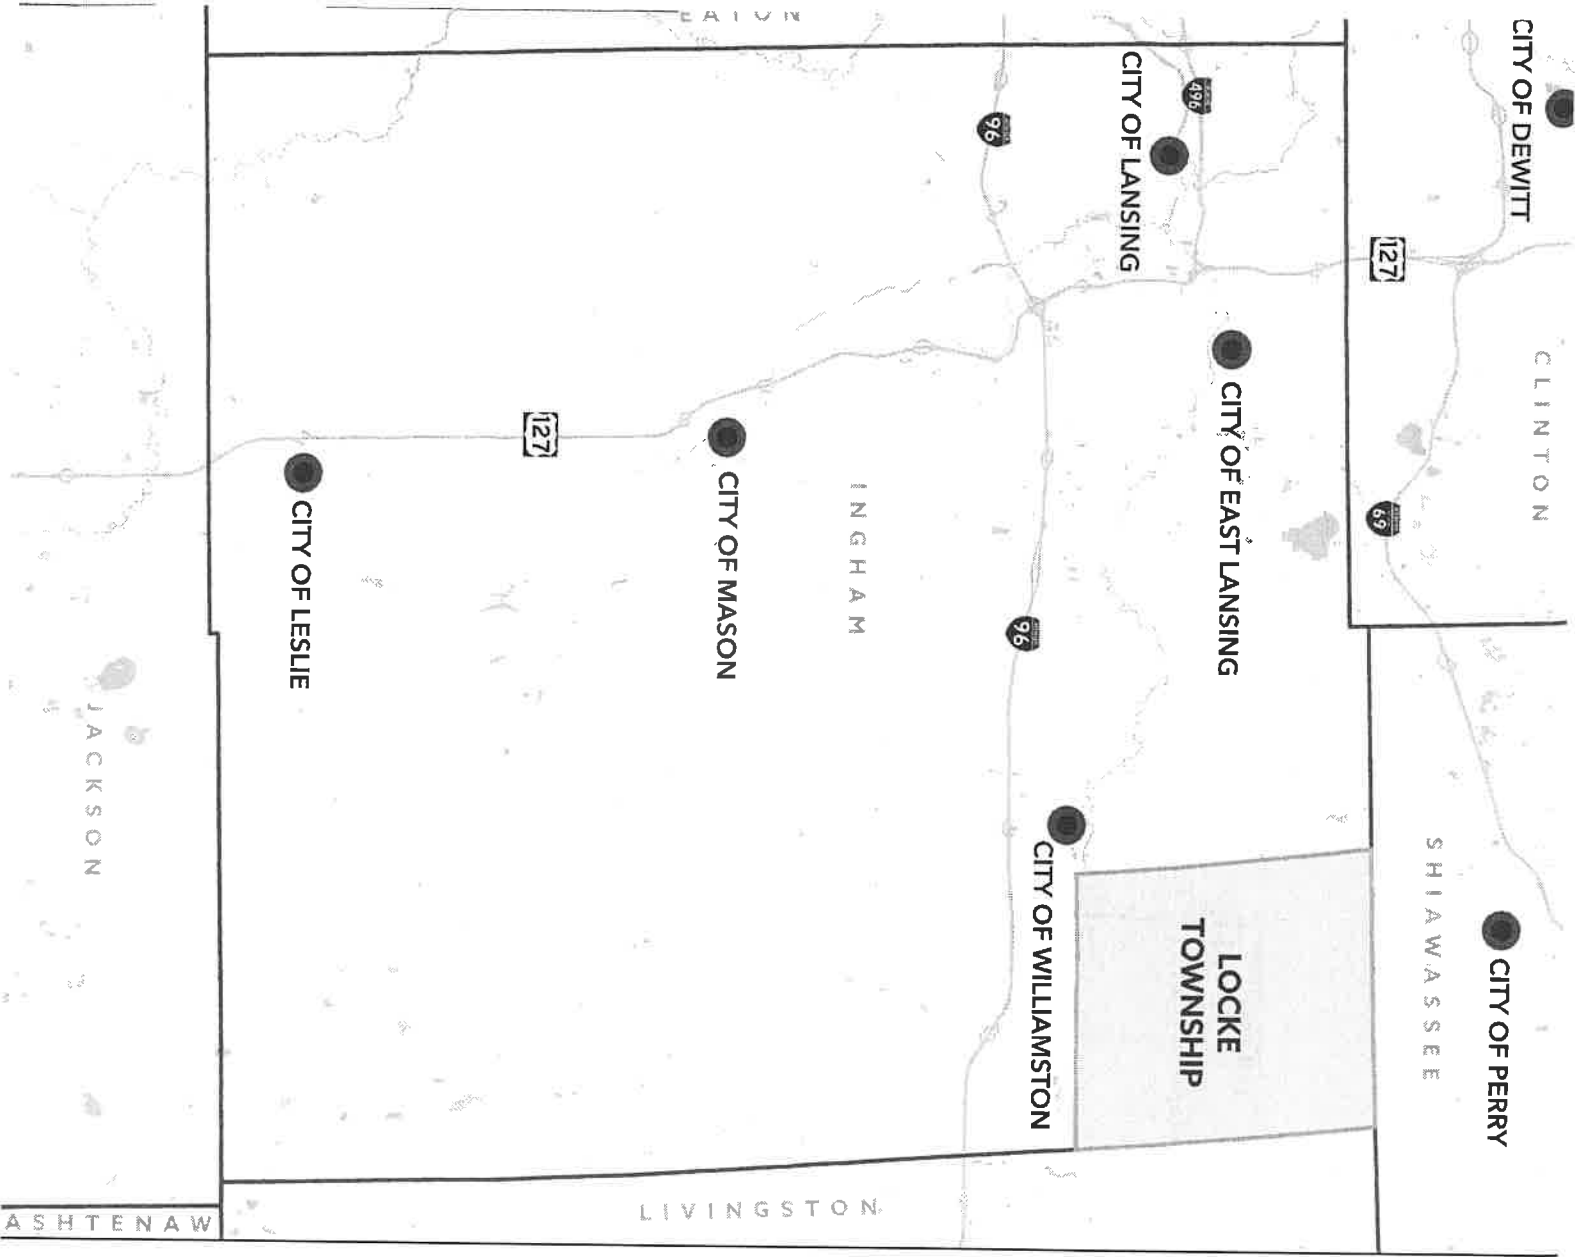 CITY OF DEWITT
CLINTON
CITY OF PERRY
127
69
SHIAWASSEE
496
CITY OF LANSING
CITY OF EAST LANSING
LOCKE
TOWNSHIP
CITY OF WILLIAMSTON
96
96
EATON
INGHAM
LIVINGSTON
CITY OF MASON
127
CITY OF LESLIE
JACKSON
ASHTENAW